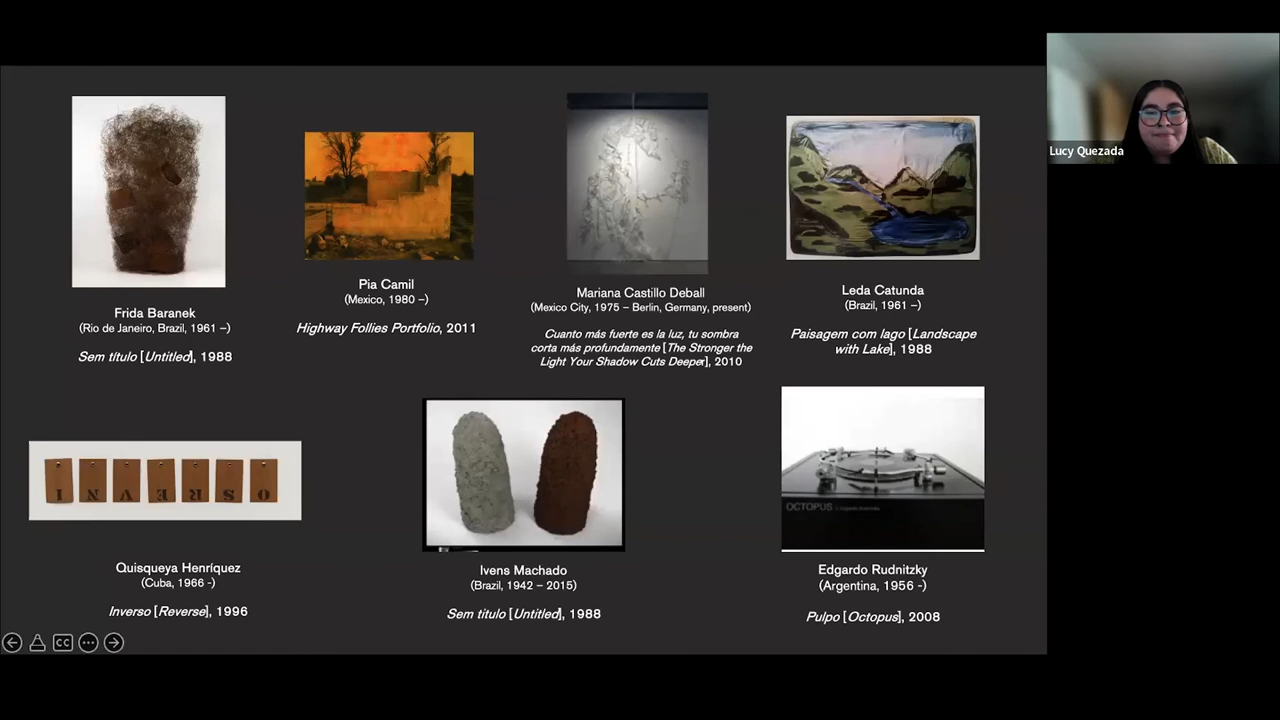 Lucy Quezada
Frida Baranek
(Rio de Janeiro, Brazil, 1961 –)
Sem título [Untitled], 1988
Pia Camil
(Mexico, 1980 –)
Highway Follies Portfolio, 2011
Mariana Castillo Deball
(Mexico City, 1975 – Berlin, Germany, present)
Cuanto más fuerte es la luz, tu sombra
corta más profundamente [The Stronger the
Light Your Shadow Cuts Deeper], 2010
Leda Catunda
(Brazil, 1961 –)
Paisagem com lago [Landscape
with Lake], 1988
INVERSO
Quisqueya Henríquez
(Cuba, 1966 -)
Inverso [Reverse], 1996
Ivens Machado
(Brazil, 1942 – 2015)
Sem titulo [Untitled], 1988
OCTOPUS
Edgardo Rudnitzky
(Argentina, 1956 -)
Pulpo [Octopus], 2008
CC